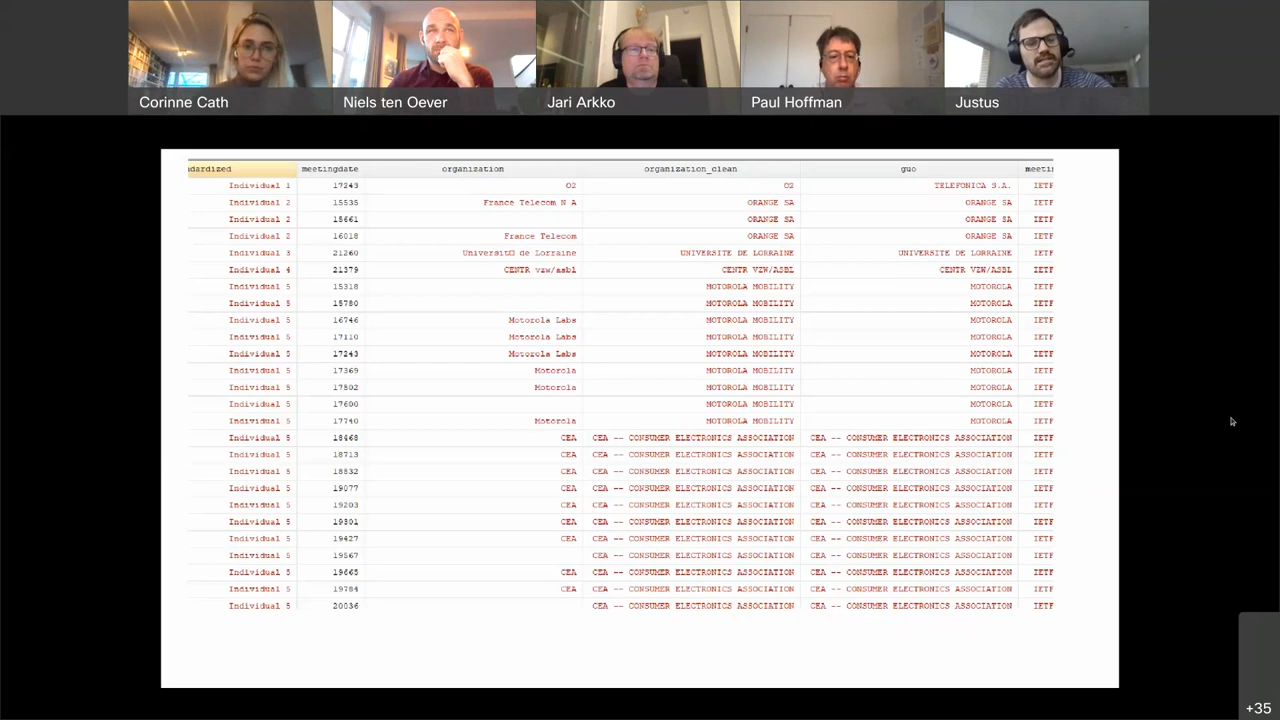 Corinne Cath Niels ten Oever Jari Arkko Paul Hoffman Justus
dardized meetingdate organization organization_clean guo meetin
Individual 1 17243 O2 O2 TELEFONICA S.A. IETF
Individual 2 15535 France Telecom N A ORANGE SA ORANGE SA IETF
Individual 2 15661 ORANGE SA ORANGE SA IETF
Individual 2 16018 France Telecom ORANGE SA ORANGE SA IETF
Individual 3 21260 Universit de Lorraine UNIVERSITE DE LORRAINE UNIVERSITE DE LORRAINE IETF
Individual 4 21379 CENTR vzw/asbl CENTR VZW/ASBL CENTR VZW/ASBL IETF
Individual 5 15318 MOTOROLA MOBILITY MOTOROLA IETF
Individual 5 15780 MOTOROLA MOBILITY MOTOROLA IETF
Individual 5 16746 Motorola Labs MOTOROLA MOBILITY MOTOROLA IETF
Individual 5 17110 Motorola Labs MOTOROLA MOBILITY MOTOROLA IETF
Individual 5 17243 Motorola Labs MOTOROLA MOBILITY MOTOROLA IETF
Individual 5 17369 Motorola MOTOROLA MOBILITY MOTOROLA IETF
Individual 5 17502 Motorola MOTOROLA MOBILITY MOTOROLA IETF
Individual 5 17600 MOTOROLA MOBILITY MOTOROLA IETF
Individual 5 17740 Motorola MOTOROLA MOBILITY MOTOROLA IETF
Individual 5 18468 CEA CEA -- CONSUMER ELECTRONICS ASSOCIATION CEA -- CONSUMER ELECTRONICS ASSOCIATION IETF
Individual 5 18713 CEA CEA -- CONSUMER ELECTRONICS ASSOCIATION CEA -- CONSUMER ELECTRONICS ASSOCIATION IETF
Individual 5 18832 CEA CEA -- CONSUMER ELECTRONICS ASSOCIATION CEA -- CONSUMER ELECTRONICS ASSOCIATION IETF
Individual 5 19077 CEA CEA -- CONSUMER ELECTRONICS ASSOCIATION CEA -- CONSUMER ELECTRONICS ASSOCIATION IETF
Individual 5 19203 CEA CEA -- CONSUMER ELECTRONICS ASSOCIATION CEA -- CONSUMER ELECTRONICS ASSOCIATION IETF
Individual 5 19301 CEA CEA -- CONSUMER ELECTRONICS ASSOCIATION CEA -- CONSUMER ELECTRONICS ASSOCIATION IETF
Individual 5 19427 CEA CEA -- CONSUMER ELECTRONICS ASSOCIATION CEA -- CONSUMER ELECTRONICS ASSOCIATION IETF
Individual 5 19567 CEA -- CONSUMER ELECTRONICS ASSOCIATION CEA -- CONSUMER ELECTRONICS ASSOCIATION IETF
Individual 5 19665 CEA CEA -- CONSUMER ELECTRONICS ASSOCIATION CEA -- CONSUMER ELECTRONICS ASSOCIATION IETF
Individual 5 19784 CEA CEA -- CONSUMER ELECTRONICS ASSOCIATION CEA -- CONSUMER ELECTRONICS ASSOCIATION IETF
Individual 5 20036 CEA -- CONSUMER ELECTRONICS ASSOCIATION CEA -- CONSUMER ELECTRONICS ASSOCIATION IETF
+35